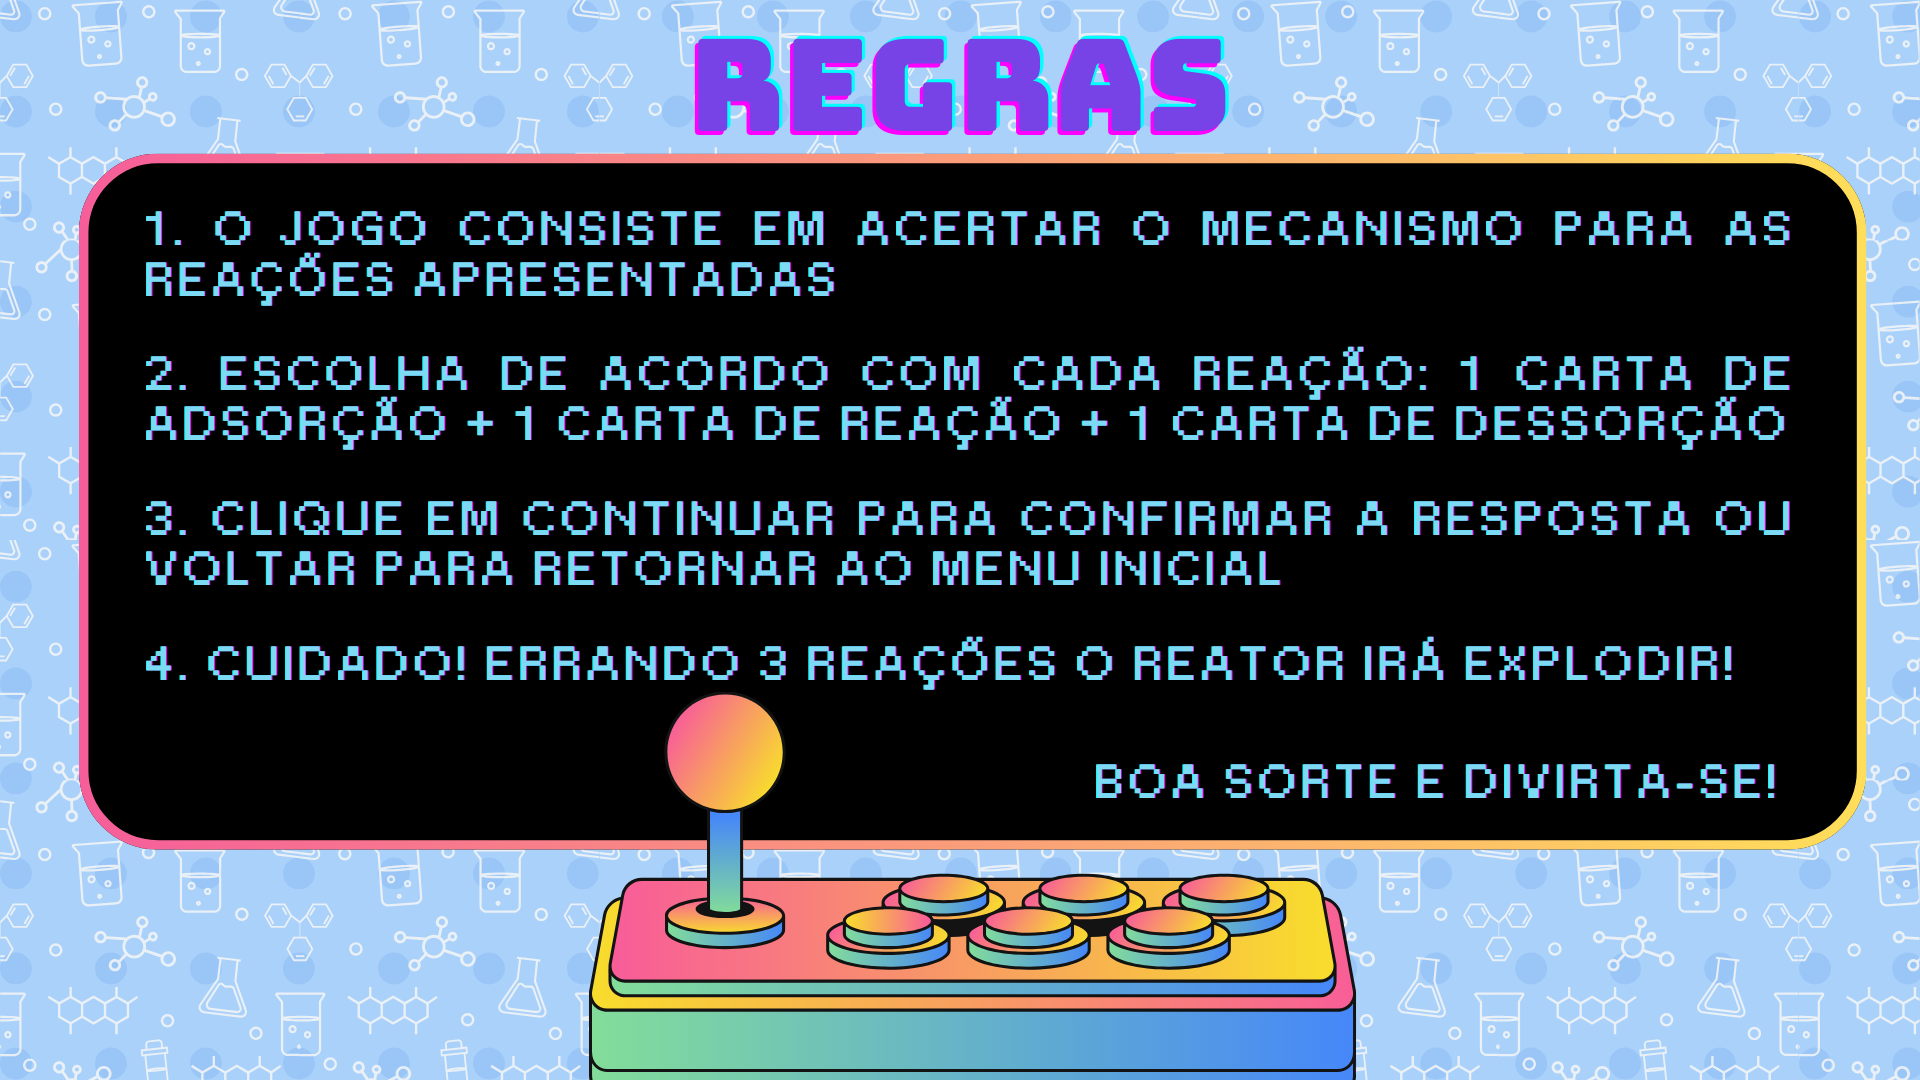 REGRAS
1. O JOGO CONSISTE EM ACERTAR O MECANISMO PARA AS
REAÇÕES APRESENTADAS
2. ESCOLHA DE ACORDO COM CADA REAÇÃO: 1 CARTA DE
ADSORÇÃO + 1 CARTA DE REAÇÃO + 1 CARTA DE DESSORÇÃO
3. CLIQUE EM CONTINUAR PARA CONFIRMAR A RESPOSTA OU
VOLTAR PARA RETORNAR AO MENU INICIAL
4. CUIDADO! ERRANDO 3 REAÇÕES O REATOR IRÁ EXPLODIR!
BOA SORTE E DIVIRTA-SE!